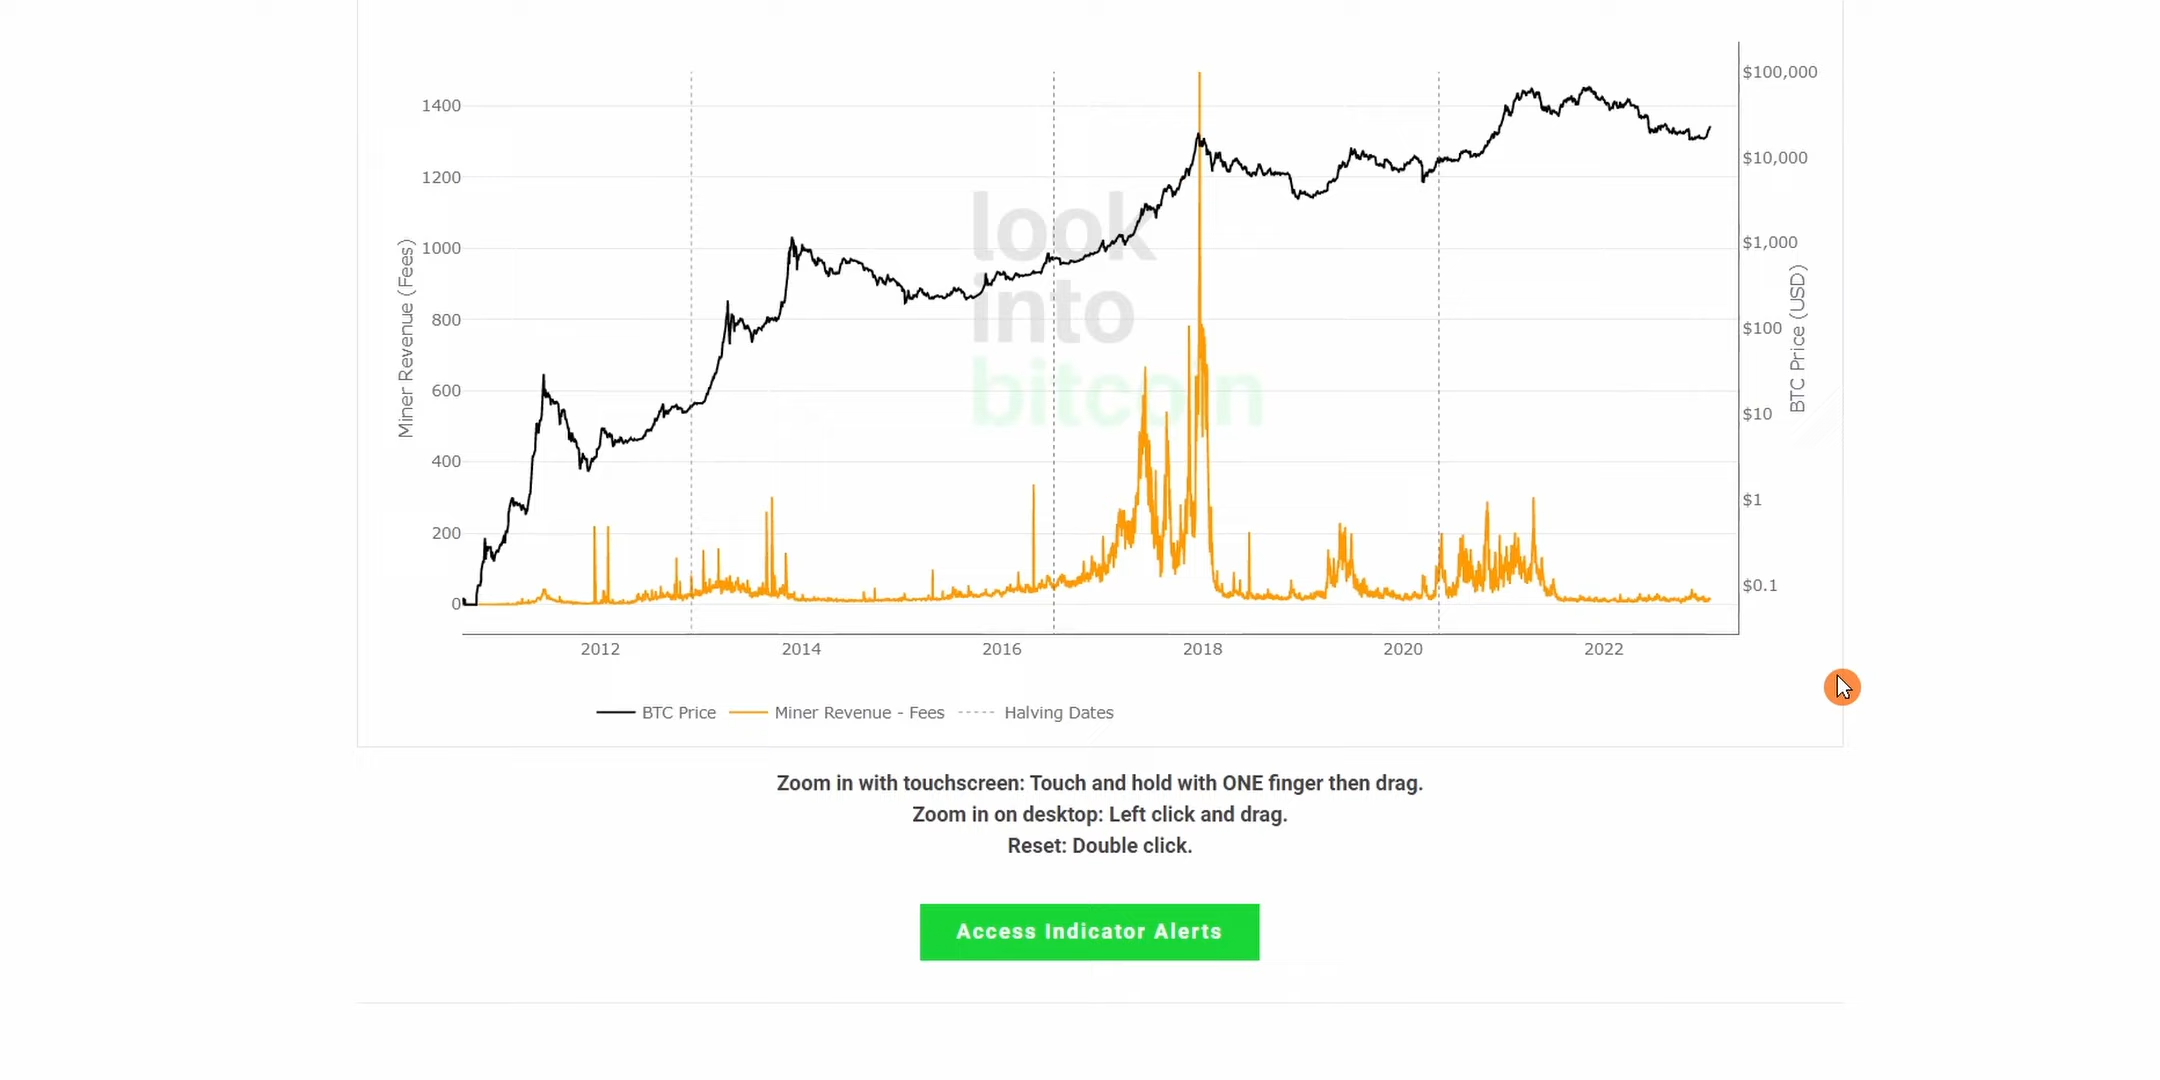 $100,000
1400
$10,000
1200
look
1000
$1,000
into
800
$100
bitcoin
600
$10
400
$1
200
$0.1
0
Miner Revenue (Fees)
BTC Price (USD)
2012 2014 2016 2018 2020 2022
BTC Price Miner Revenue - Fees Halving Dates
Zoom in with touchscreen: Touch and hold with ONE finger then drag.
Zoom in on desktop: Left click and drag.
Reset: Double click.
Access Indicator Alerts